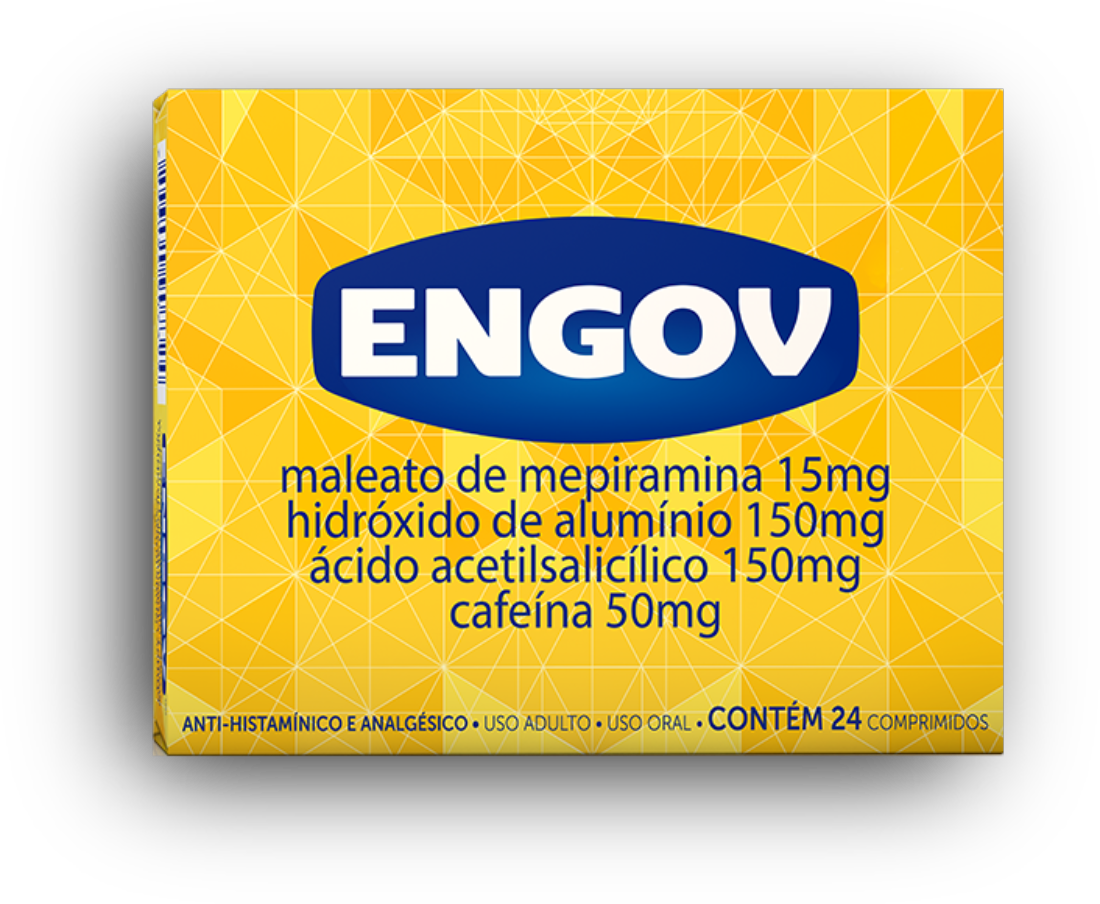 ENGOV
maleato de mepiramina 15mg
hidróxido de alumínio 150mg
ácido acetilsalicílico 150mg
cafeína 50mg
ANTI-HISTAMÍNICO E ANALGÉSICO • USO ADULTO • USO ORAL • CONTÉM 24 COMPRIMIDOS